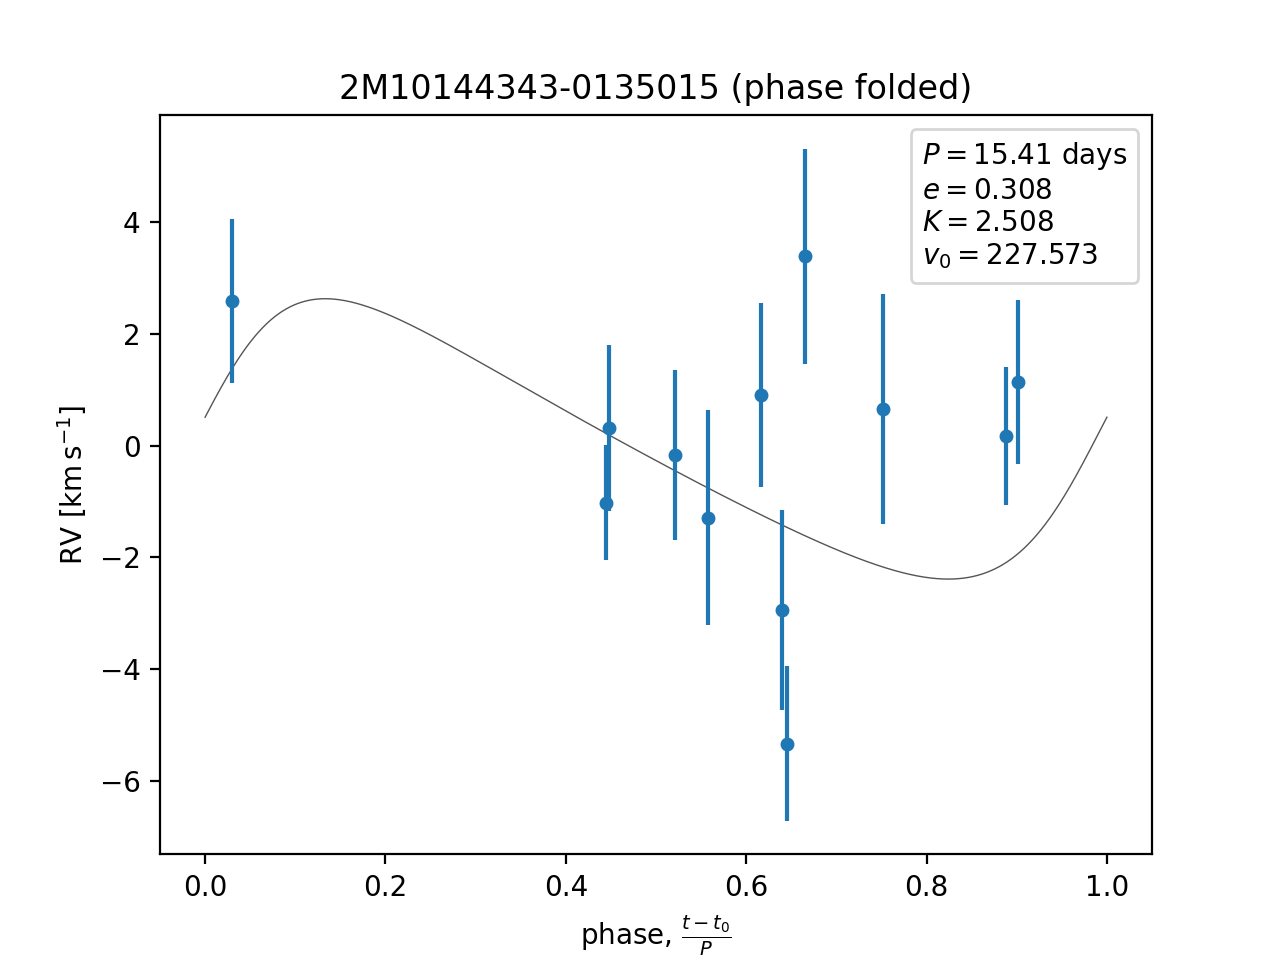 2M10144343-0135015 (phase folded)
P = 15.41 days
e = 0.308
K = 2.508
v₀ = 227.573
RV [km s⁻¹]
4
2
0
−2
−4
−6
0.0 0.2 0.4 0.6 0.8 1.0
phase, (t − t₀)/P